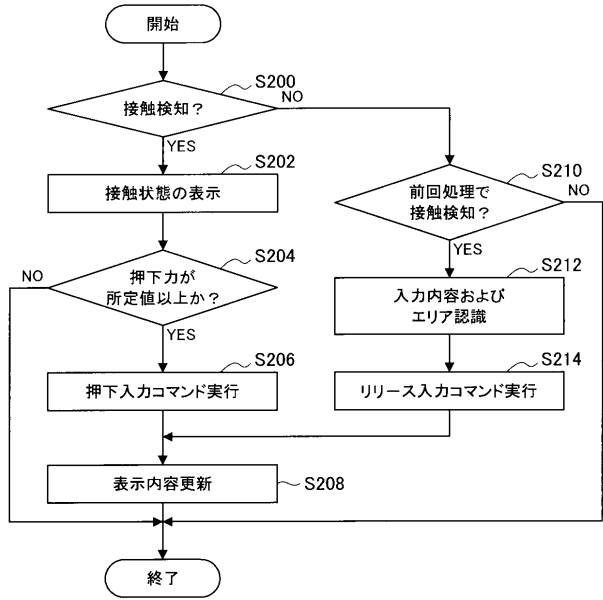 開始
S200
接触検知？
NO
YES
S202
接触状態の表示
S210
前回処理で
接触検知？
NO
YES
S204
NO
押下力が
所定値以上か？
YES
S212
入力内容および
エリア認識
S206
押下入力コマンド実行
S214
リリース入力コマンド実行
表示内容更新
S208
終了